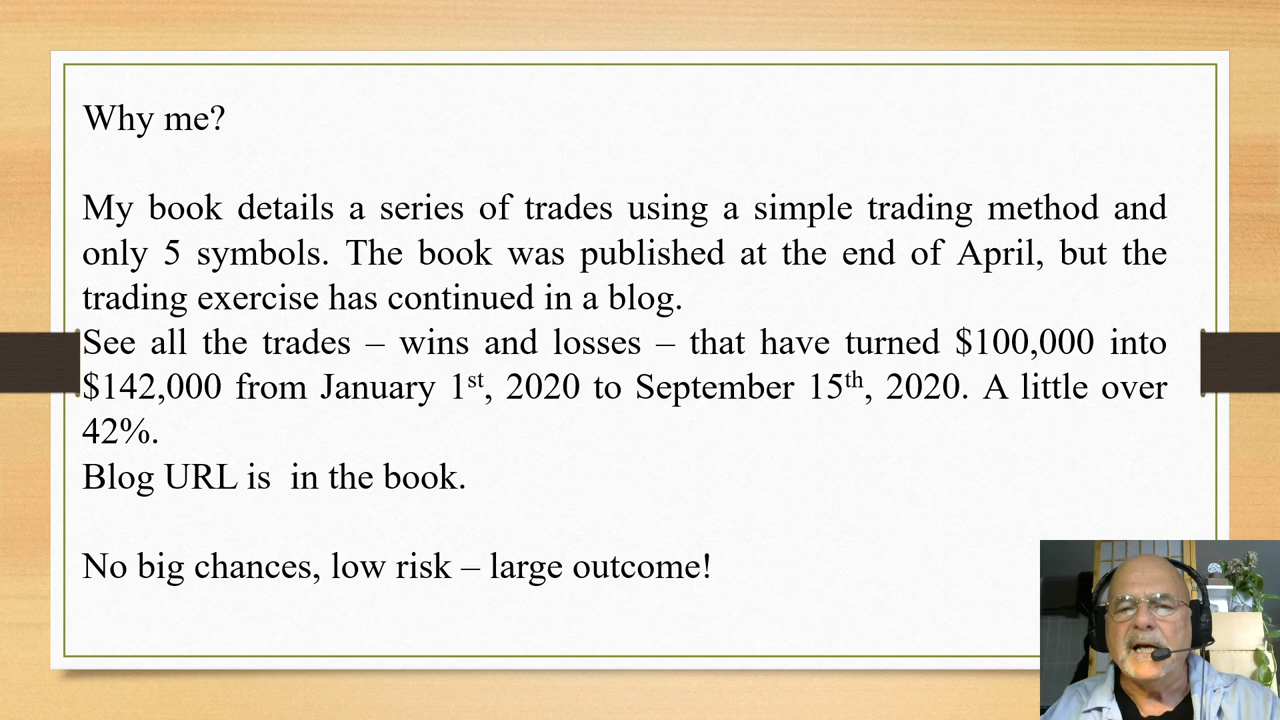 Why me?
My book details a series of trades using a simple trading method and
only 5 symbols. The book was published at the end of April, but the
trading exercise has continued in a blog.
See all the trades – wins and losses – that have turned $100,000 into
$142,000 from January 1st, 2020 to September 15th, 2020. A little over
42%.
Blog URL is  in the book.
No big chances, low risk – large outcome!